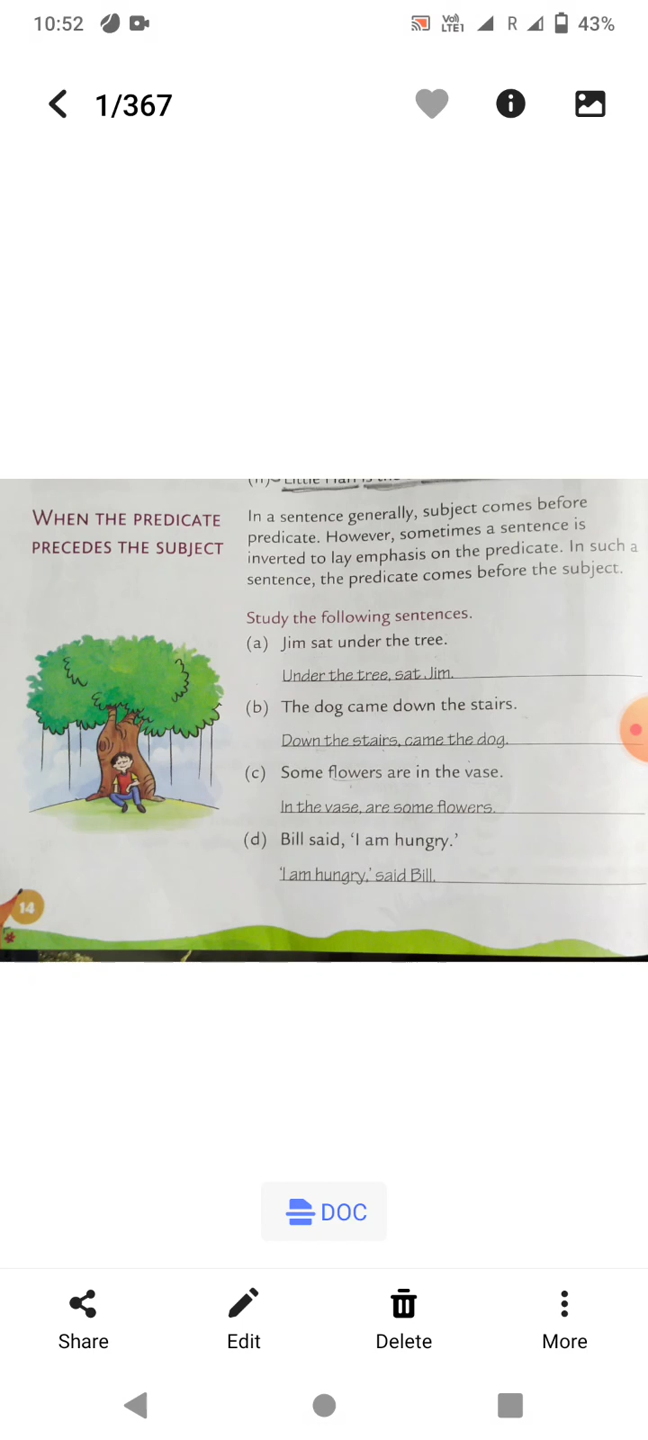 10:52
Vo))
LTE1
R
43%
1/367
WHEN THE PREDICATE
PRECEDES THE SUBJECT
In a sentence generally, subject comes before
predicate. However, sometimes a sentence is
inverted to lay emphasis on the predicate. In such a
sentence, the predicate comes before the subject.
Study the following sentences.
(a) Jim sat under the tree.
Under the tree, sat Jim.
(b) The dog came down the stairs.
Down the stairs, came the dog.
(c) Some flowers are in the vase.
In the vase, are some flowers.
(d) Bill said, ‘I am hungry.’
‘I am hungry,’ said Bill.
14
DOC
Share
Edit
Delete
More